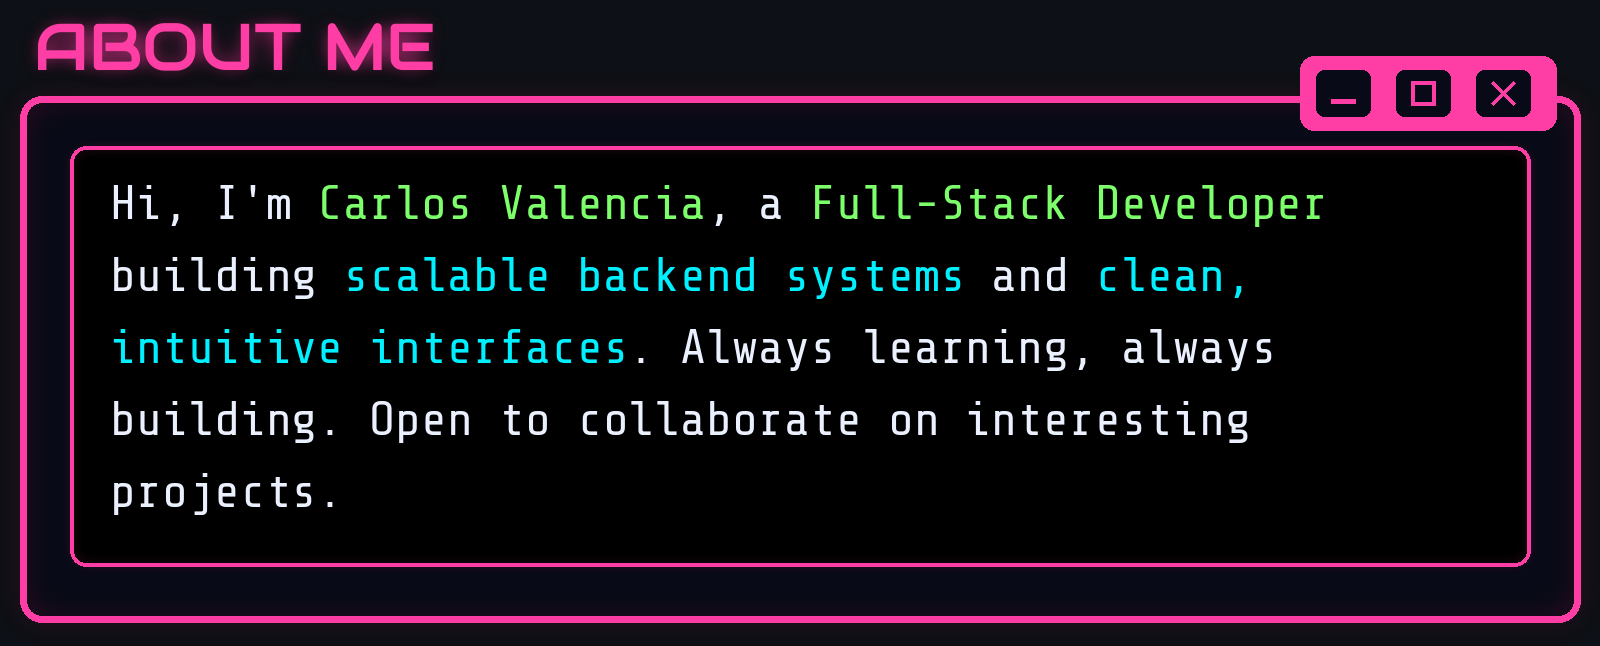 ABOUT ME
Hi, I'm Carlos Valencia, a Full-Stack Developer
building scalable backend systems and clean,
intuitive interfaces. Always learning, always
building. Open to collaborate on interesting
projects.